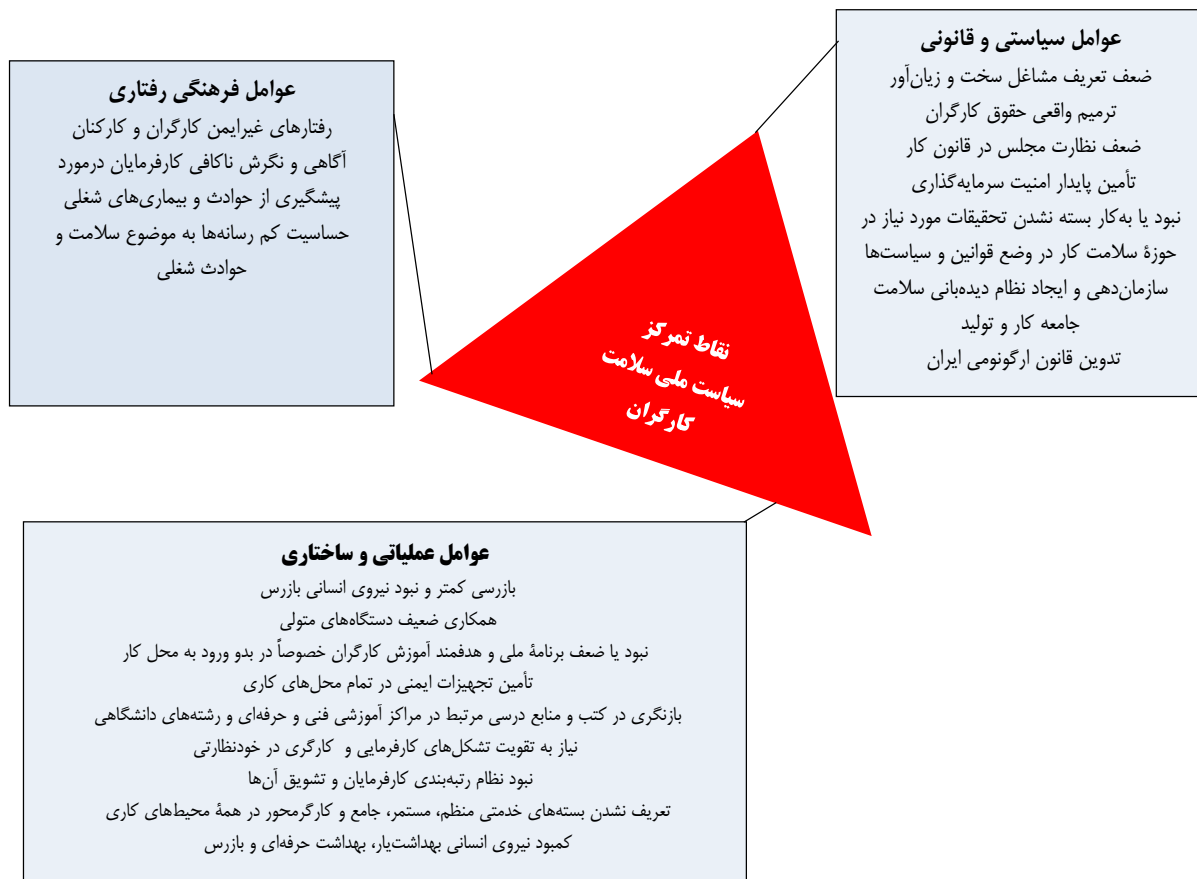 عوامل سیاستی و قانونی
ضعف تعریف مشاغل سخت و زیان‌آور
ترمیم واقعی حقوق کارگران
ضعف نظارت مجلس در قانون کار
تأمین پایدار امنیت سرمایه‌گذاری
نبود یا به‌کار بسته نشدن تحقیقات مورد نیاز در
حوزۀ سلامت کار در وضع قوانین و سیاست‌ها
سازمان‌دهی و ایجاد نظام دیده‌بانی سلامت
جامعه کار و تولید
تدوین قانون ارگونومی ایران
عوامل فرهنگی رفتاری
رفتارهای غیرایمن کارگران و کارکنان
آگاهی و نگرش ناکافی کارفرمایان درمورد
پیشگیری از حوادث و بیماری‌های شغلی
حساسیت کم رسانه‌ها به موضوع سلامت و
حوادث شغلی
نقاط تمرکز
سیاست ملی سلامت
کارگران
عوامل عملیاتی و ساختاری
بازرسی کمتر و نبود نیروی انسانی بازرس
همکاری ضعیف دستگاه‌های متولی
نبود یا ضعف برنامۀ ملی و هدفمند آموزش کارگران خصوصاً در بدو ورود به محل کار
تأمین تجهیزات ایمنی در تمام محل‌های کاری
بازنگری در کتب و منابع درسی مرتبط در مراکز آموزشی فنی و حرفه‌ای و رشته‌های دانشگاهی
نیاز به تقویت تشکل‌های کارفرمایی و کارگری در خودنظارتی
نبود نظام رتبه‌بندی کارفرمایان و تشویق آن‌ها
تعریف نشدن بسته‌های خدمتی منظم، مستمر، جامع و کارگرمحور در همۀ محیط‌های کاری
کمبود نیروی انسانی بهداشت‌یار، بهداشت حرفه‌ای و بازرس